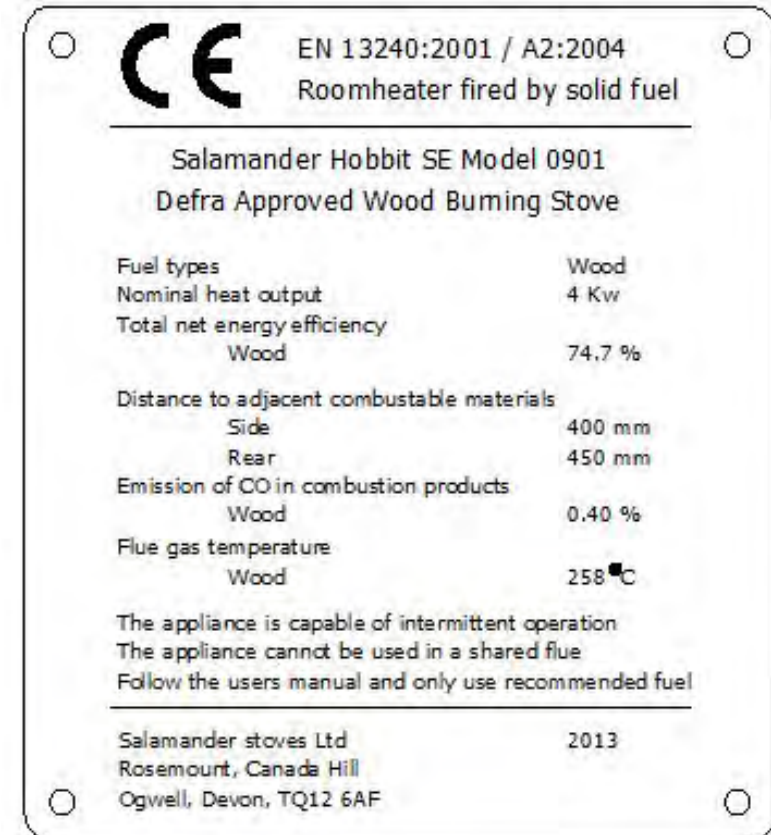 CE EN 13240:2001 / A2:2004
Roomheater fired by solid fuel
Salamander Hobbit SE Model 0901
Defra Approved Wood Burning Stove
Fuel types Wood
Nominal heat output 4 Kw
Total net energy efficiency
Wood 74.7 %
Distance to adjacent combustable materials
Side 400 mm
Rear 450 mm
Emission of CO in combustion products
Wood 0.40 %
Flue gas temperature
Wood 258°C
The appliance is capable of intermittent operation
The appliance cannot be used in a shared flue
Follow the users manual and only use recommended fuel
Salamander stoves Ltd 2013
Rosemount, Canada Hill
Ogwell, Devon, TQ12 6AF